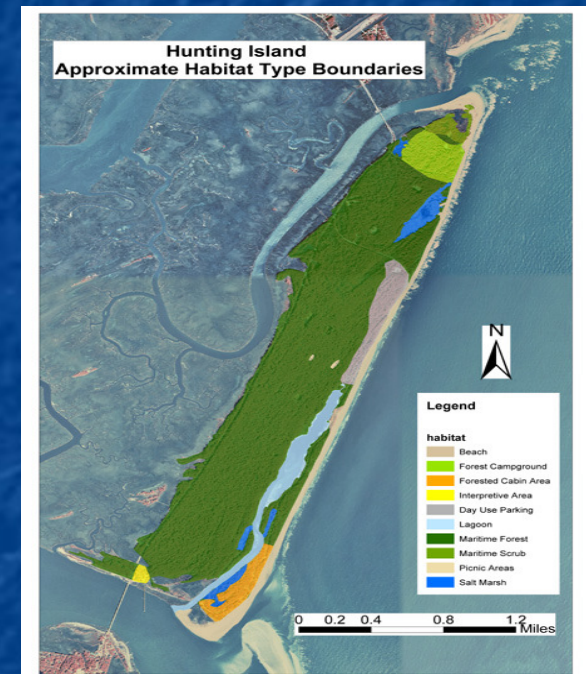 Hunting Island
Approximate Habitat Type Boundaries
N
Legend
habitat
Beach
Forest Campground
Forested Cabin Area
Interpretive Area
Day Use Parking
Lagoon
Maritime Forest
Maritime Scrub
Picnic Areas
Salt Marsh
0 0.2 0.4 0.8 1.2
Miles